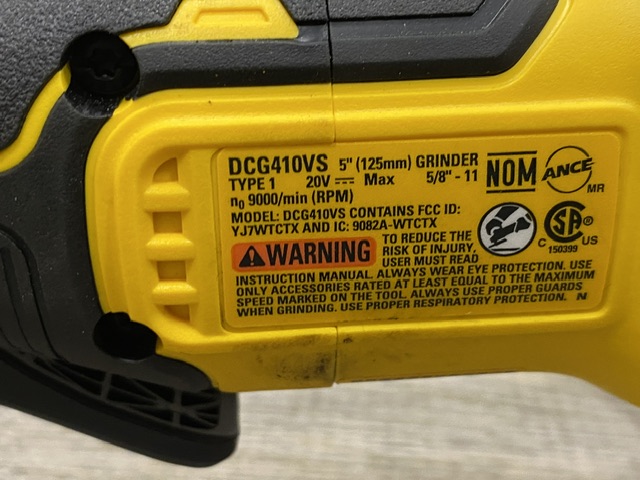 DCG410VS 5" (125mm) GRINDER
TYPE 1 20V Max 5/8" - 11
n0 9000/min (RPM)
MODEL: DCG410VS CONTAINS FCC ID:
YJ7WTCTX AND IC: 9082A-WTCTX
WARNING TO REDUCE THE
RISK OF INJURY,
USER MUST READ
INSTRUCTION MANUAL. ALWAYS WEAR EYE PROTECTION. USE
ONLY ACCESSORIES RATED AT LEAST EQUAL TO THE MAXIMUM
SPEED MARKED ON THE TOOL. ALWAYS USE PROPER GUARDS
WHEN GRINDING. USE PROPER RESPIRATORY PROTECTION.
NOM ANCE
MR
C SA ® US
150399